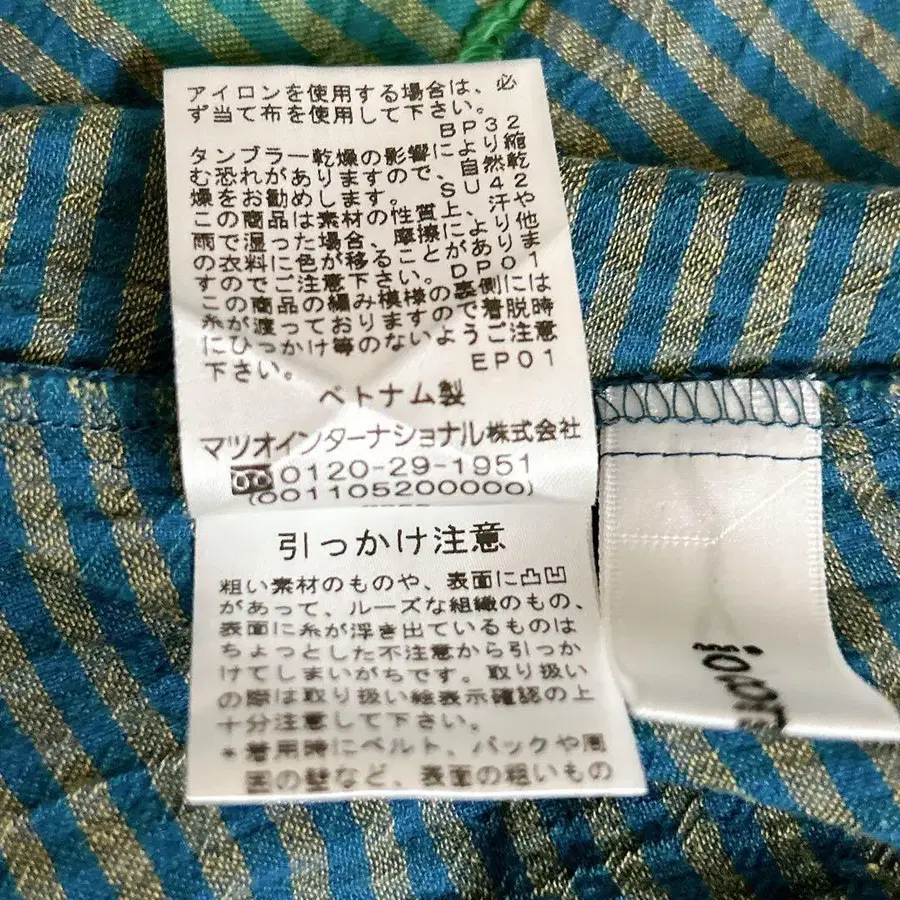 アイロンを使用する場合は、必
ず当て布を使用して下さい。
BP32
タンブラー乾燥の影響により縮
む恐れがありますので、自然乾
燥をお勧めします。 SU42
この商品は素材の性質上、汗や
雨で湿った場合、摩擦により他
の衣料に色が移ることがありま
すのでご注意下さい。 DP01
この商品の編み模様の裏側には
糸が渡っておりますので着脱時
にひっかけ等のないようご注意
下さい。 EP01
ベトナム製
マツオインターナショナル株式会社
0120-29-1951
(001105200000)
引っかけ注意
粗い素材のものや、表面に凸凹
があって、ルーズな組織のもの、
表面に糸が浮き出ているものは
ちょっとした不注意から引っか
けてしまいがちです。取り扱い
の際は取り扱い絵表示確認の上
十分注意して下さい。
*着用時にベルト、バックや周
囲の壁など、表面の粗いもの